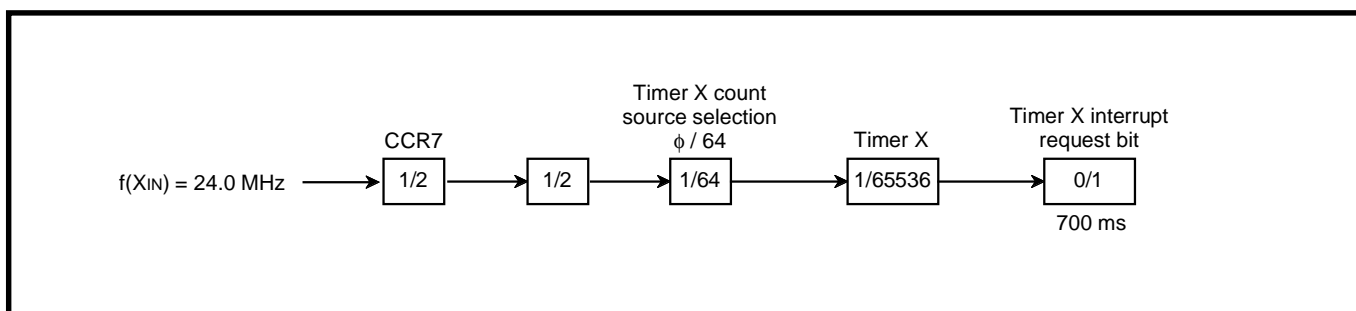 Timer X count
source selection
ϕ / 64
Timer X interrupt
request bit
CCR7
Timer X
f(XIN) = 24.0 MHz
1/2
1/2
1/64
1/65536
0/1
700 ms